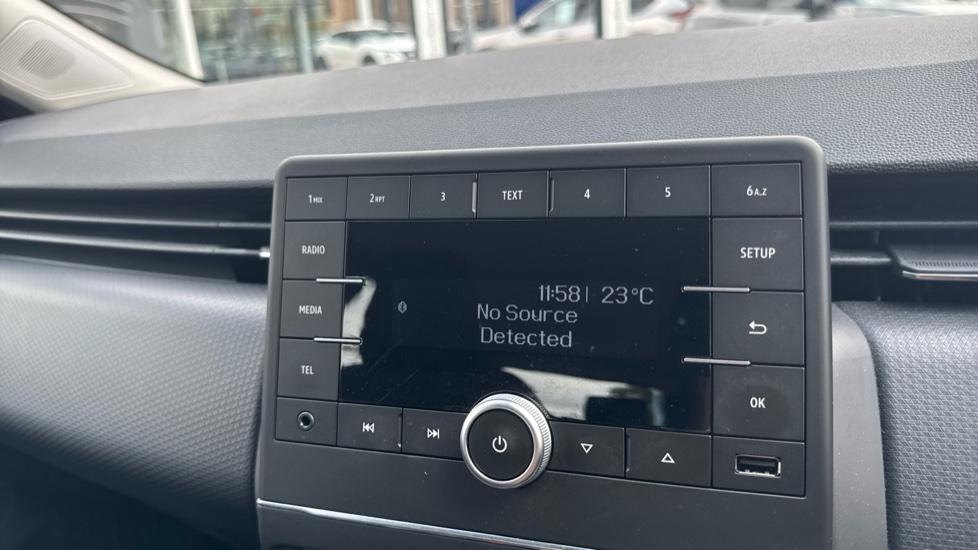 1MIX 2RPT 3 TEXT 4 5 6A.Z
RADIO
SETUP
11:58 | 23°C
MEDIA
No Source
Detected
TEL
OK